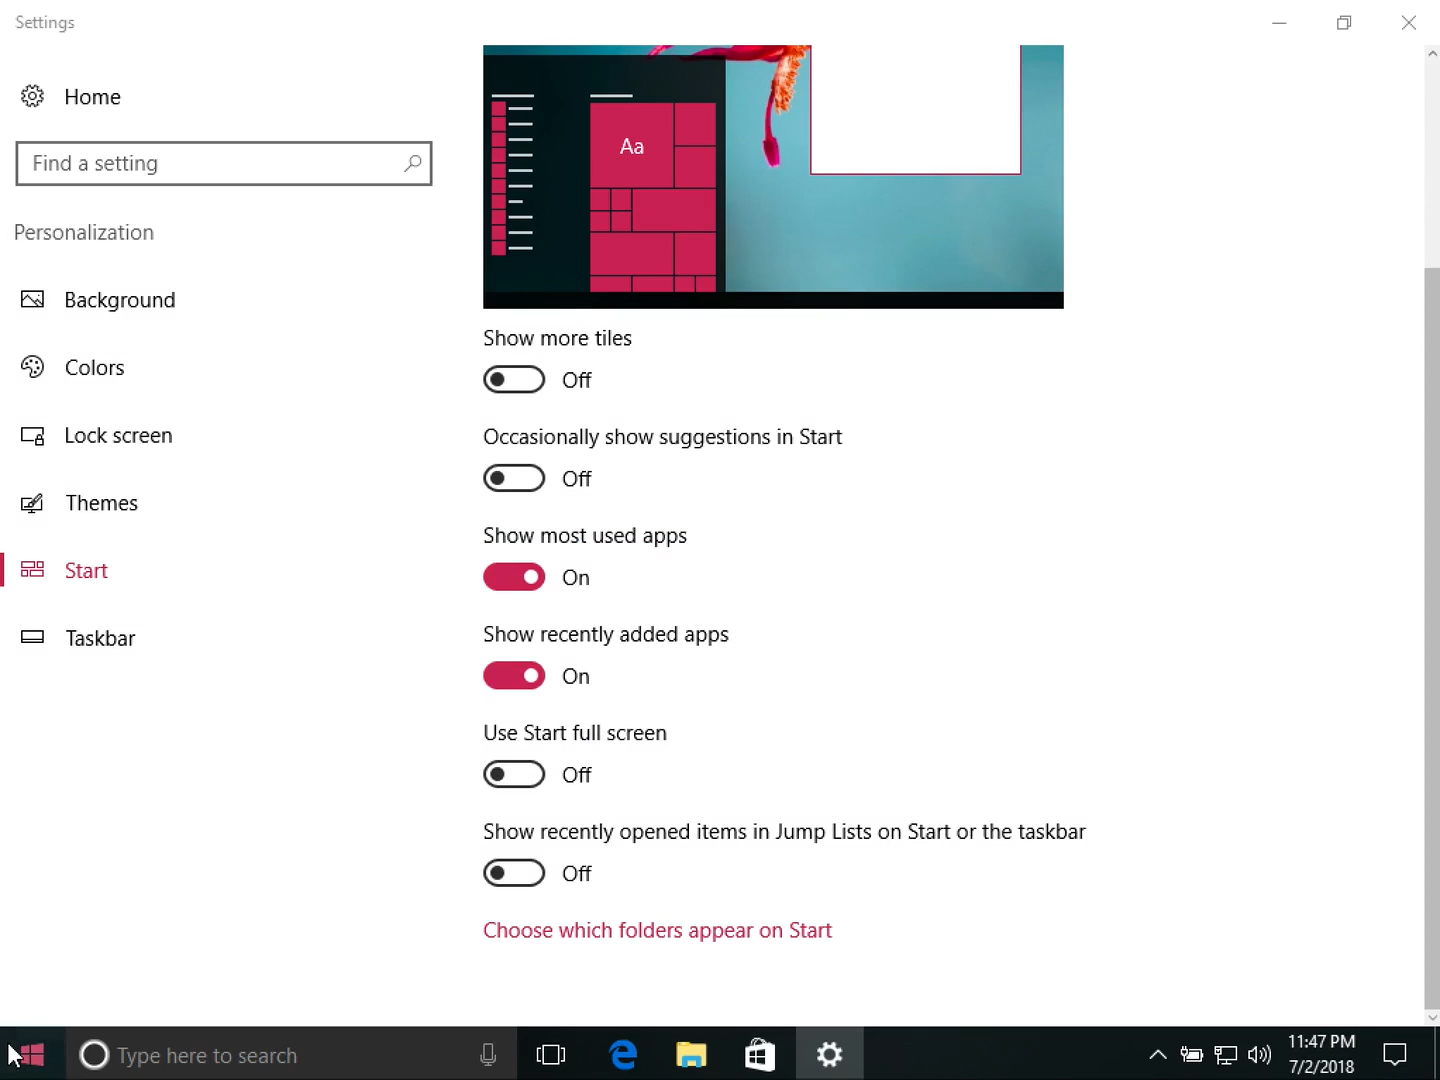 Settings
Home
Find a setting
Personalization
Background
Colors
Lock screen
Themes
Start
Taskbar
Aa
Show more tiles
Off
Occasionally show suggestions in Start
Off
Show most used apps
On
Show recently added apps
On
Use Start full screen
Off
Show recently opened items in Jump Lists on Start or the taskbar
Off
Choose which folders appear on Start
Type here to search
11:47 PM
7/2/2018